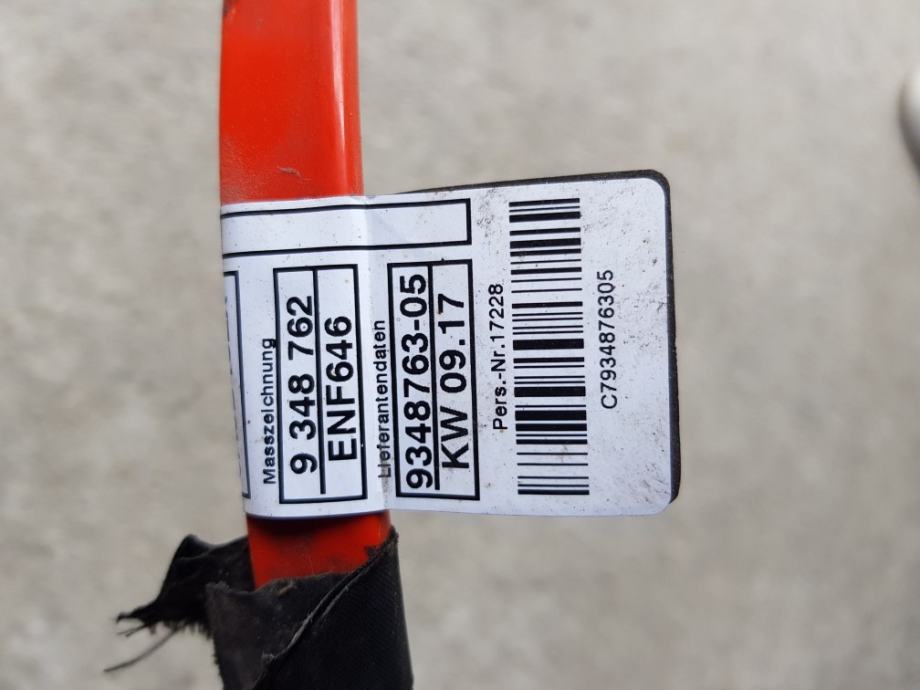 Masszeichnung
9 348 762
ENF646
Lieferantendaten
9348763-05
KW 09.17
Pers.-Nr.17228
C7934876305